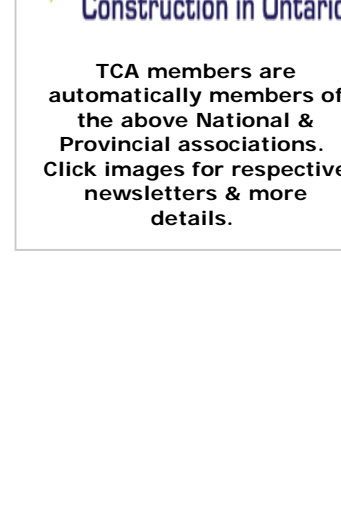 Construction in Ontario
TCA members are
automatically members of
the above National &
Provincial associations.
Click images for respective
newsletters & more
details.